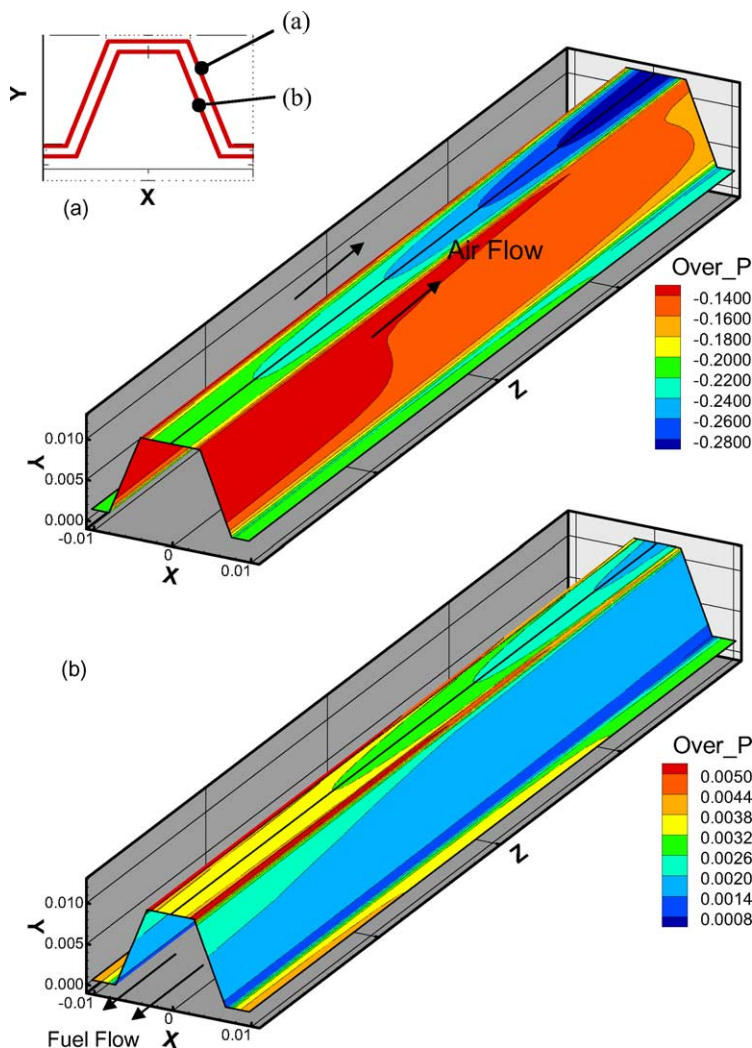 (a)
(b)
Y
X
(a)
Air Flow
Over_P
-0.1400
-0.1600
-0.1800
-0.2000
-0.2200
-0.2400
-0.2600
-0.2800
Z
Y
0.010
0.005
0.000
-0.01
0
0.01
X
(b)
Over_P
0.0050
0.0044
0.0038
0.0032
0.0026
0.0020
0.0014
0.0008
Z
Y
0.010
0.005
0.000
-0.01
0
0.01
X
Fuel Flow